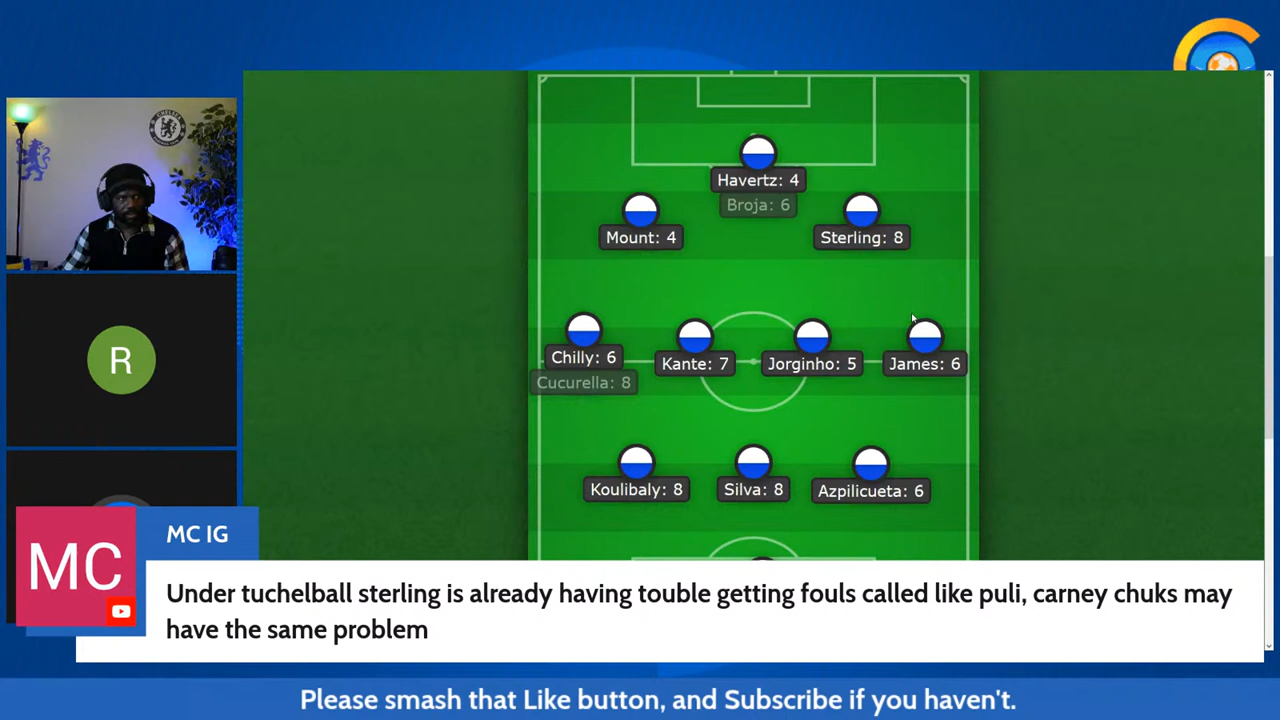 Havertz: 4
Broja: 6
Mount: 4
Sterling: 8
Chilly: 6
Kante: 7
Jorginho: 5
James: 6
Cucurella: 8
Koulibaly: 8
Silva: 8
Azpilicueta: 6
R
MC
MC IG
Under tuchelball sterling is already having touble getting fouls called like puli, carney chuks may
have the same problem
Please smash that Like button, and Subscribe if you haven't.